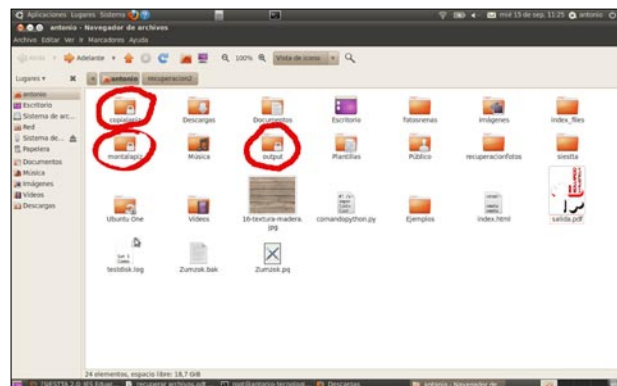 Aplicaciones Lugares Sistema
mié 15 de sep, 11:25 antonio
antonio - Navegador de archivos
Archivo Editar Ver Ir Marcadores Ayuda
Adelante 100% Vista de icono
Lugares
antonio recuperacion2
antonio
Escritorio
Sistema de arc...
Red
Sistema de...
Papelera
Documentos
Música
Imágenes
Vídeos
Descargas
copialapiz Descargas Documentos Escritorio fotosrenas Imágenes index_files
montalapiz Música output Plantillas Público recuperacionfotos siestta
Ubuntu One Vídeos 16-textura-madera.jpg comandopython.py Ejemplos index.html salida.pdf
testdisk.log Zumzok.bak Zumzok.pg
24 elementos, espacio libre: 18,7 GiB
recuperar archivos.odt Descargas antonio - Navegador de